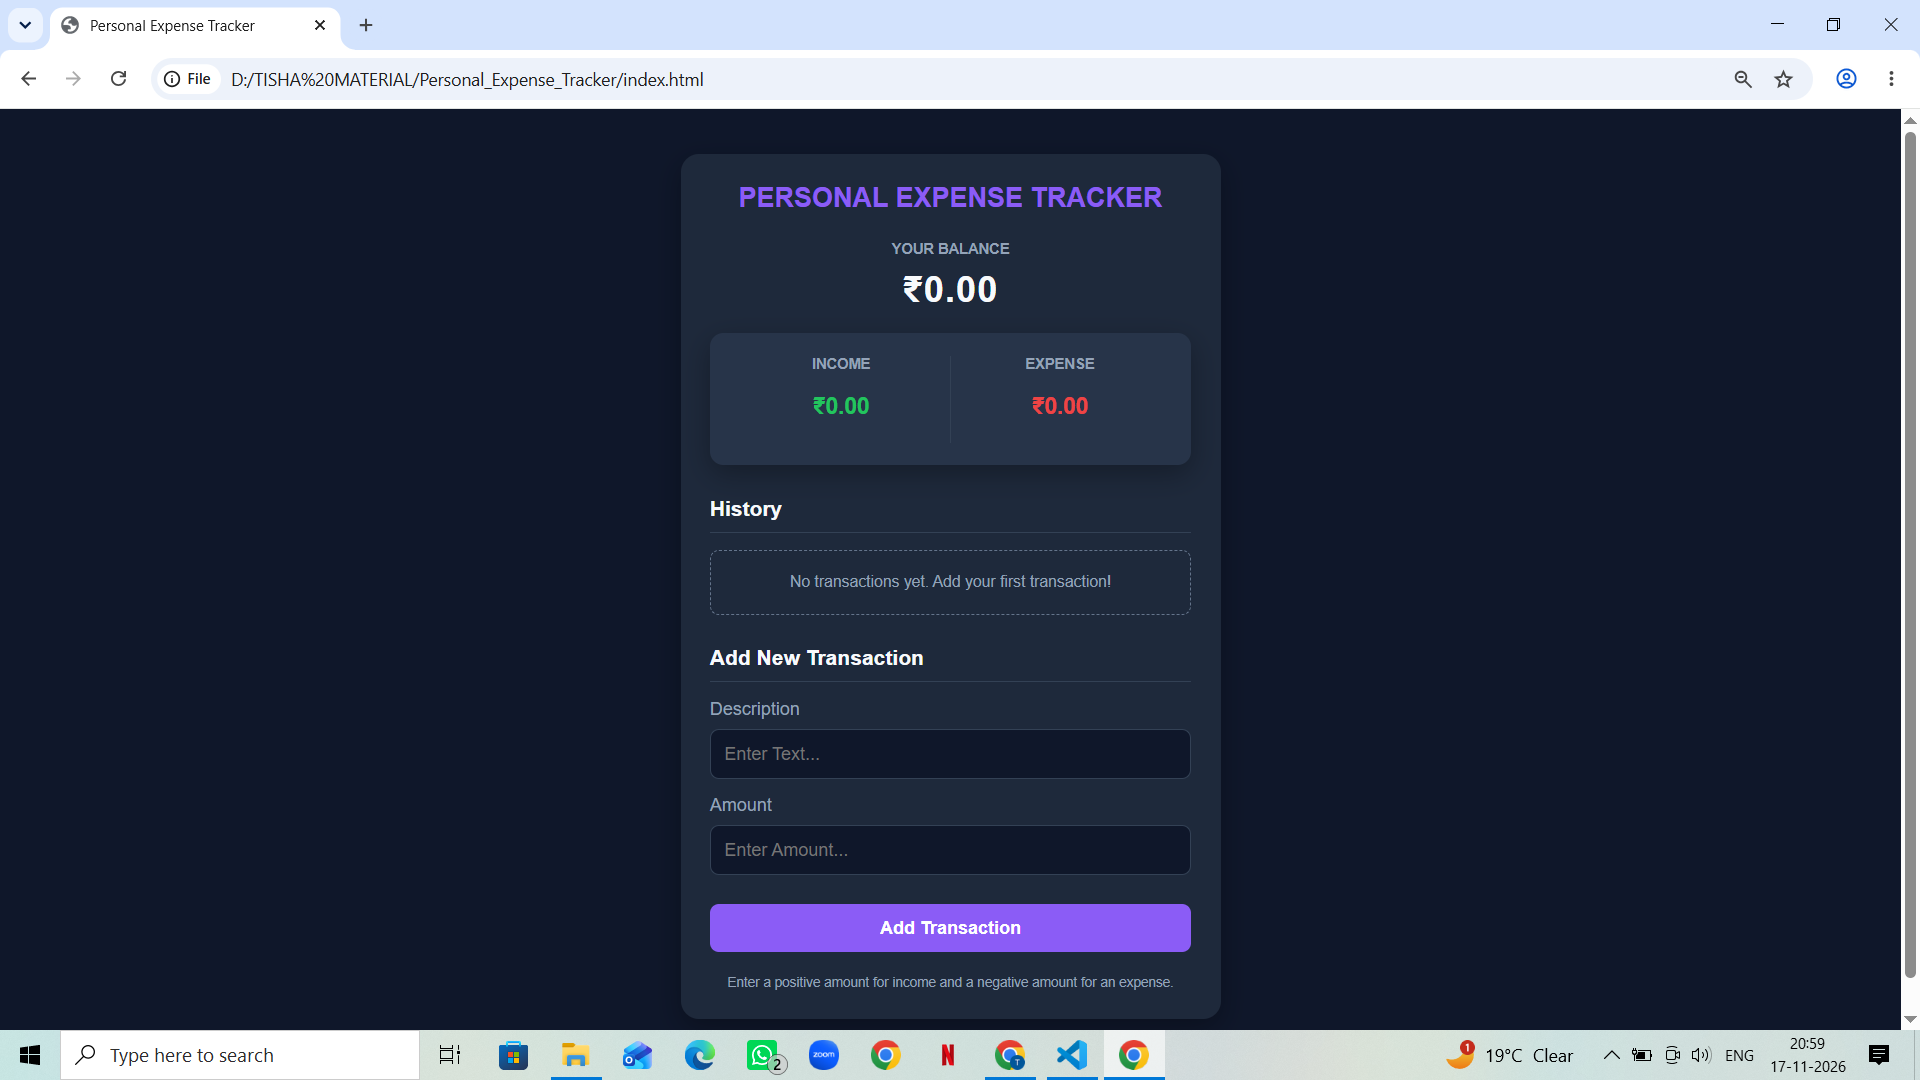 Personal Expense Tracker
File D:/TISHA%20MATERIAL/Personal_Expense_Tracker/index.html
PERSONAL EXPENSE TRACKER
YOUR BALANCE
₹0.00
INCOME EXPENSE
₹0.00 ₹0.00
History
No transactions yet. Add your first transaction!
Add New Transaction
Description
Enter Text...
Amount
Enter Amount...
Add Transaction
Enter a positive amount for income and a negative amount for an expense.
Type here to search
2
zoom
N
T
1
19°C Clear
ENG
20:59
17-11-2026